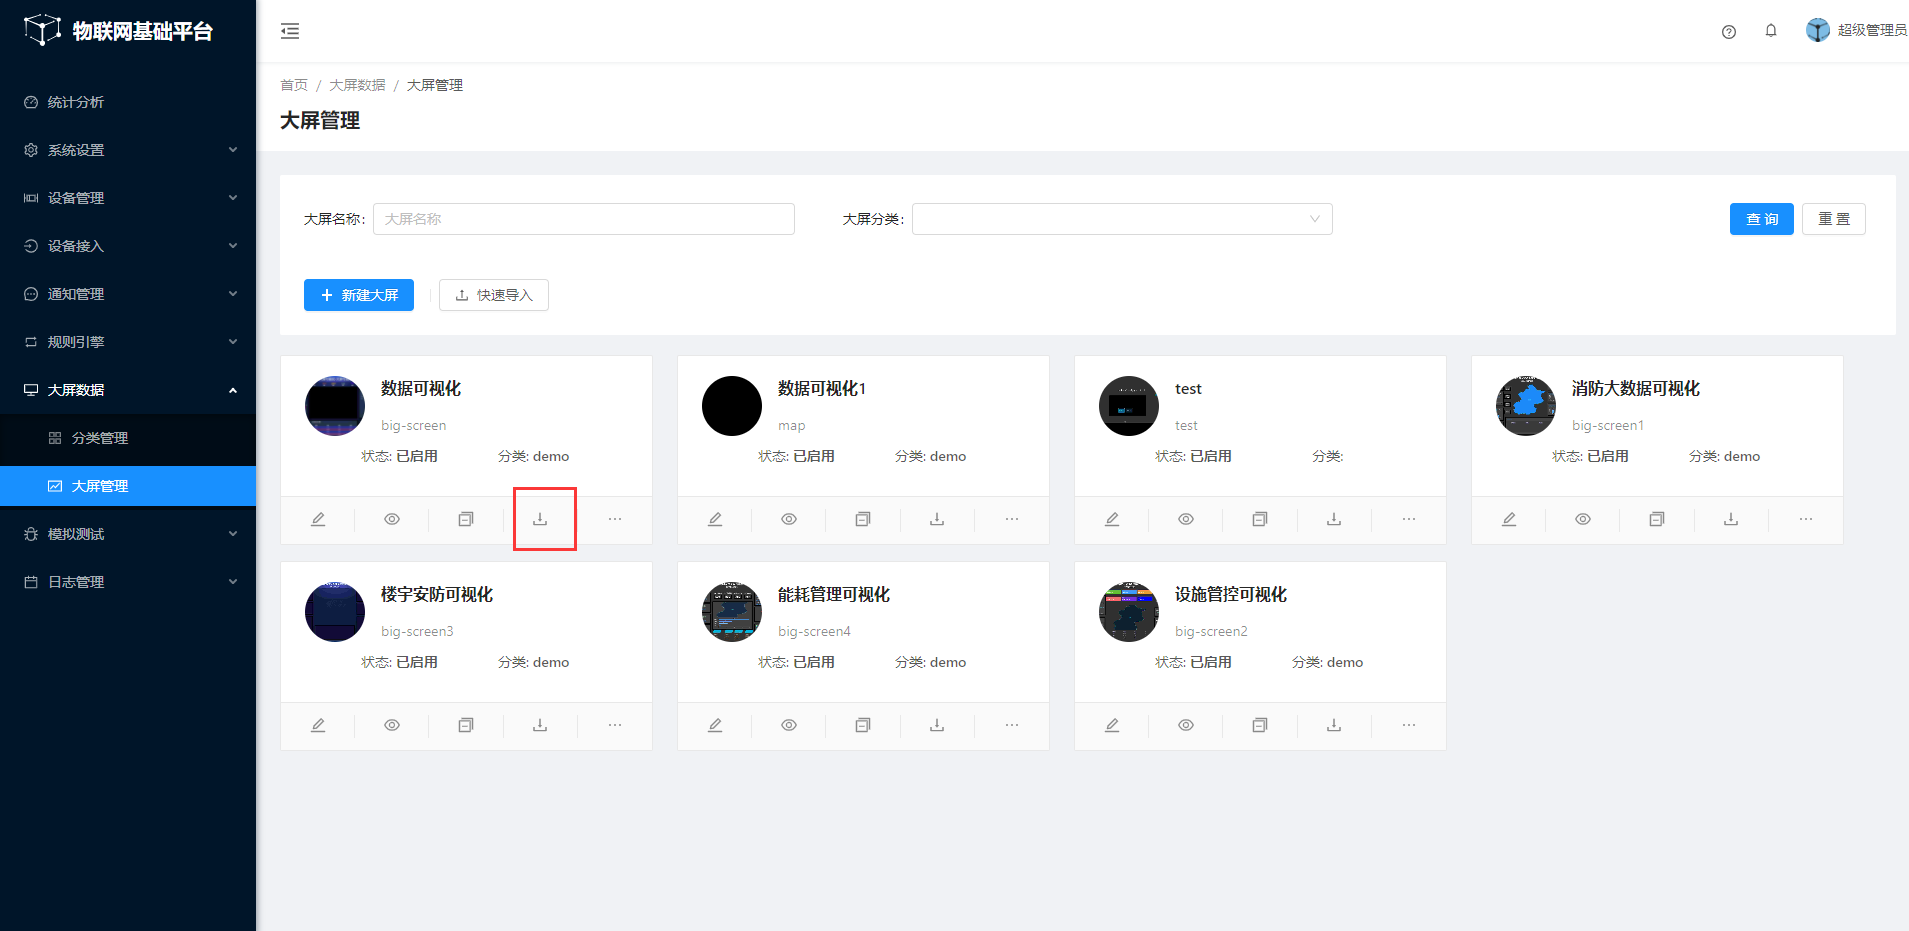 物联网基础平台
超级管理员
统计分析
系统设置
设备管理
设备接入
通知管理
规则引擎
大屏数据
分类管理
大屏管理
模拟测试
日志管理
首页 / 大屏数据 / 大屏管理
大屏管理
大屏名称: 大屏名称 大屏分类: 查 询 重 置
新建大屏 快速导入
数据可视化
big-screen
状态: 已启用 分类: demo
数据可视化1
map
状态: 已启用 分类: demo
test
test
状态: 已启用 分类:
消防大数据可视化
big-screen1
状态: 已启用 分类: demo
楼宇安防可视化
big-screen3
状态: 已启用 分类: demo
能耗管理可视化
big-screen4
状态: 已启用 分类: demo
设施管控可视化
big-screen2
状态: 已启用 分类: demo